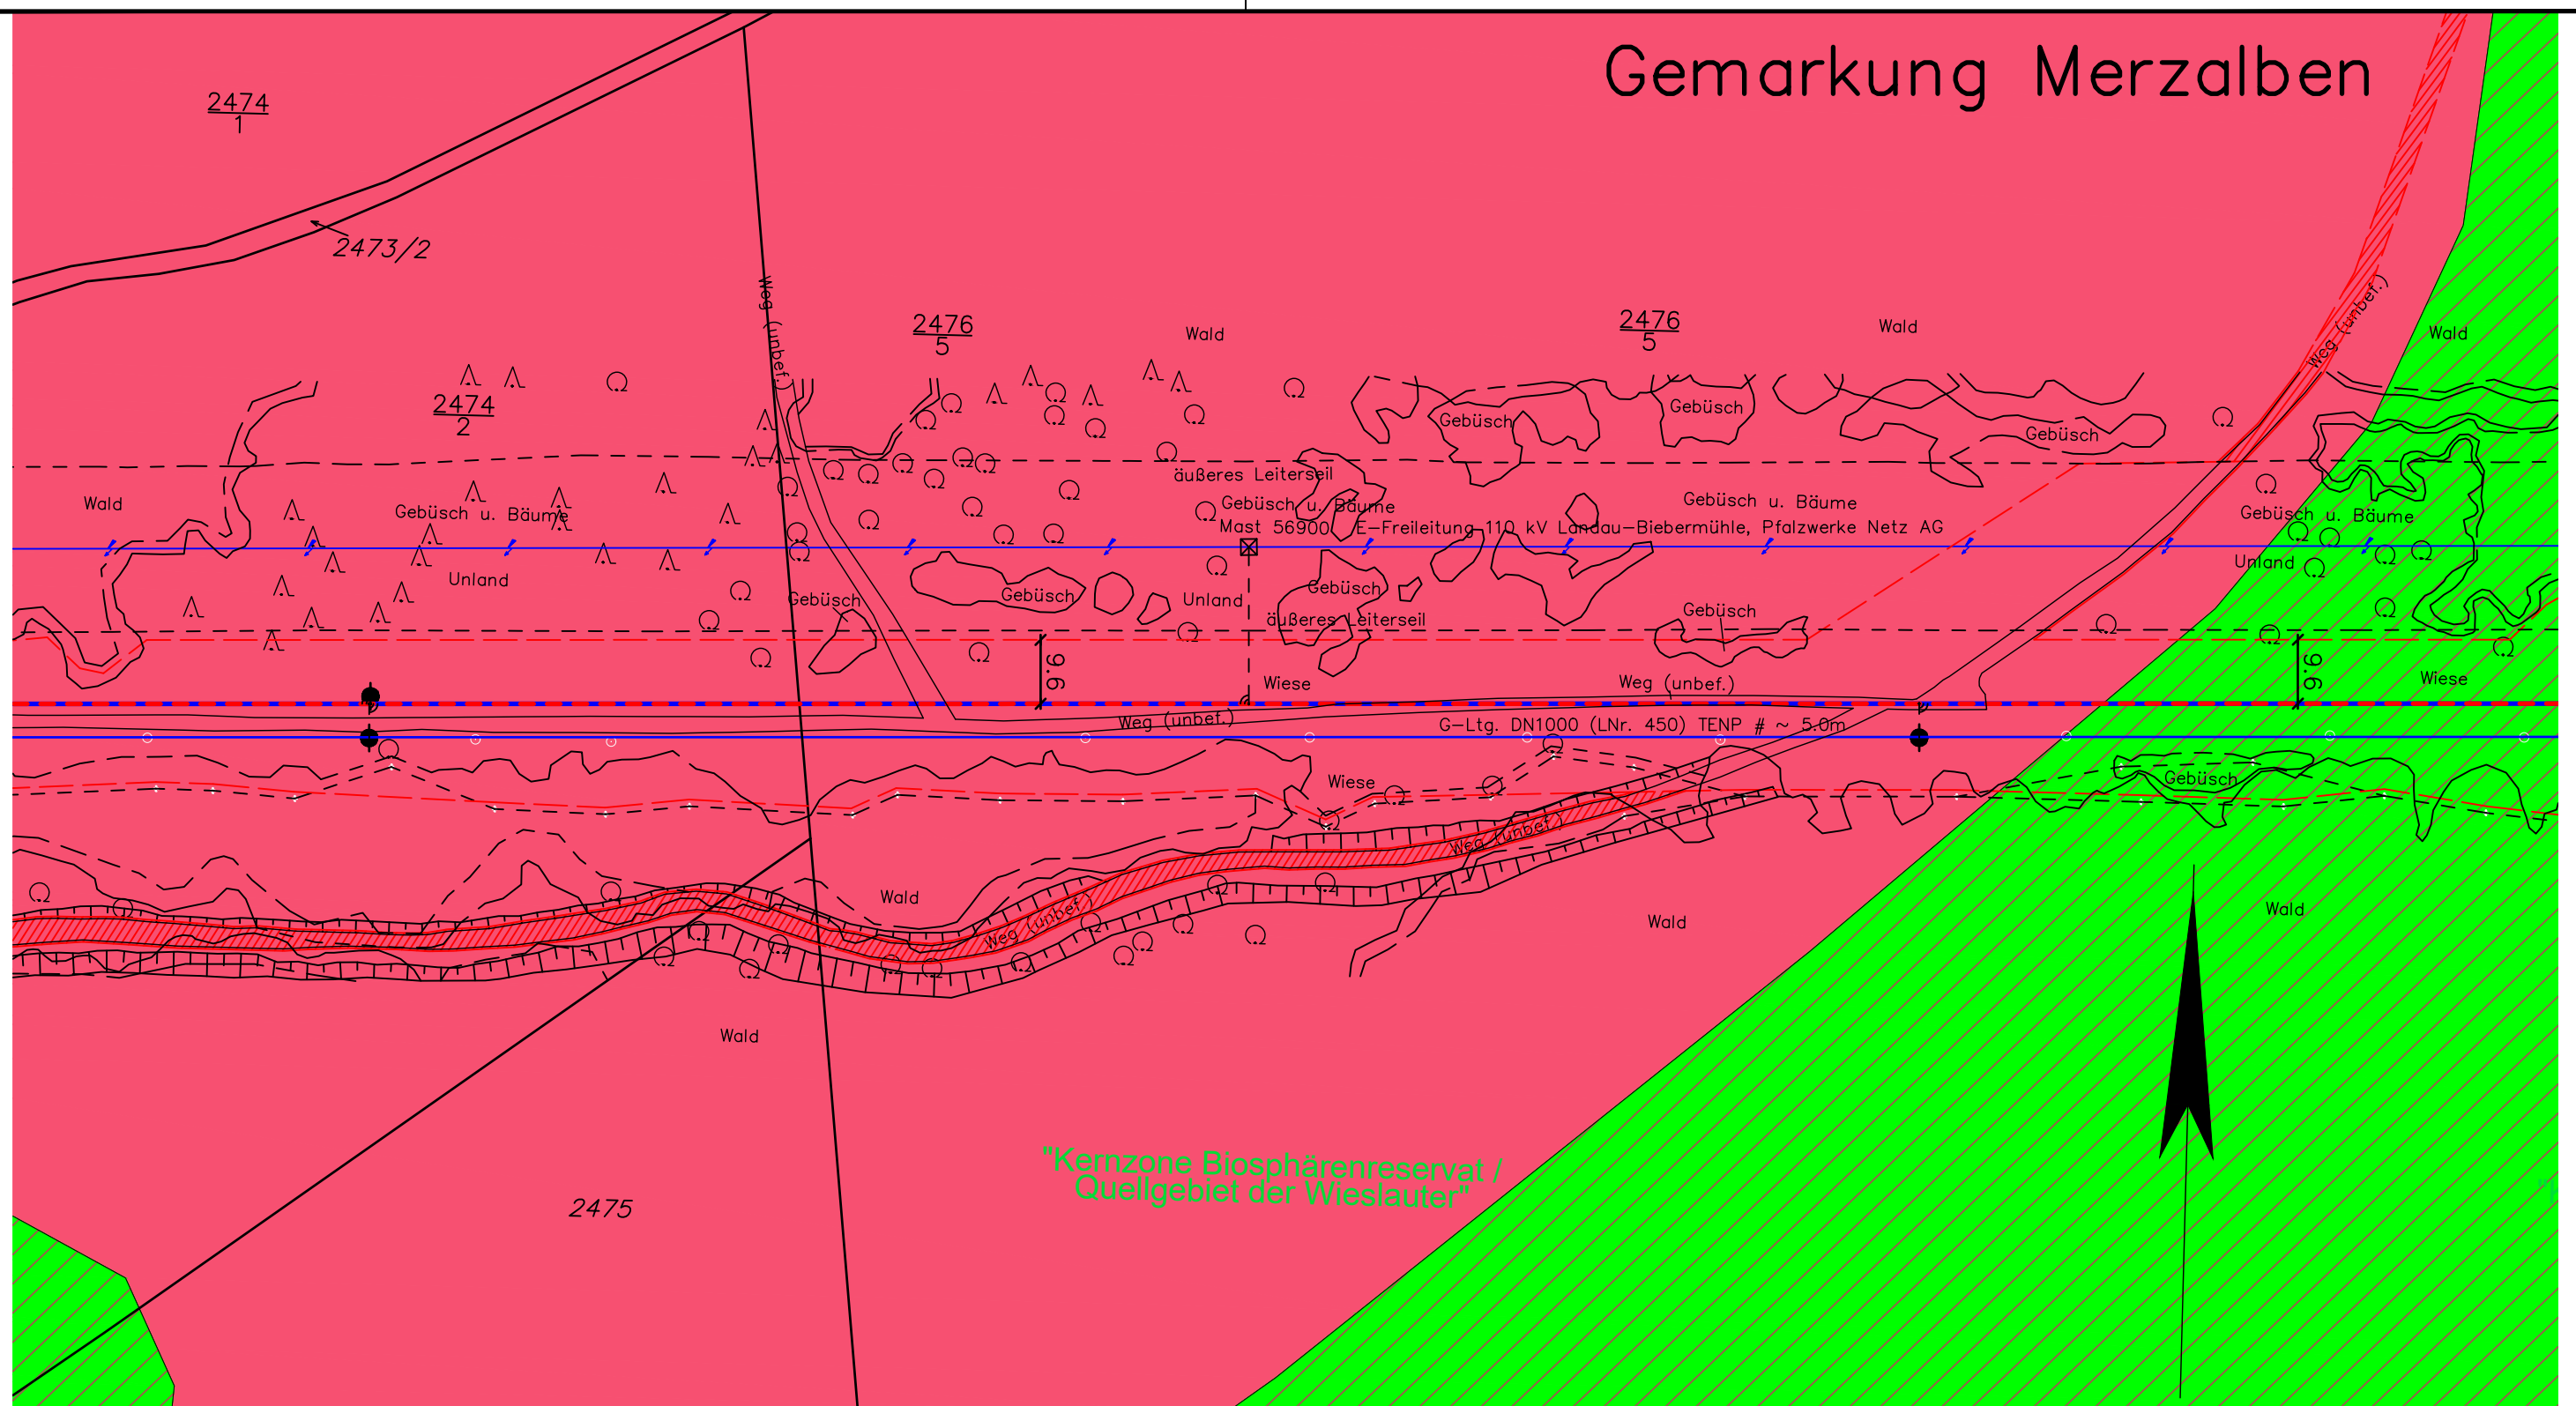 Gemarkung Merzalben
2474
1
2473/2
Weg (unbef.)
2476
5
Wald
2476
5
Wald
Weg (unbef.)
Wald
2474
2
Gebüsch
Gebüsch
Gebüsch
äußeres Leiterseil
Wald
Gebüsch u. Bäume
Gebüsch u. Bäume
Gebüsch u. Bäume
Gebüsch u. Bäume
Mast 56900 E-Freileitung 110 kV Landau-Biebermühle, Pfalzwerke Netz AG
Unland
Unland
Gebüsch
Gebüsch
Unland
Gebüsch
Gebüsch
äußeres Leiterseil
9.6
9.6
Wiese
Weg (unbef.)
Wiese
Weg (unbef.)
G-Ltg. DN1000 (LNr. 450) TENP # ~ 5.0m
Wiese
Gebüsch
Weg (unbef.)
Wald
Weg (unbef.)
Wald
Wald
Wald
"Kernzone Biosphärenreservat /
Quellgebiet der Wieslauter"
2475